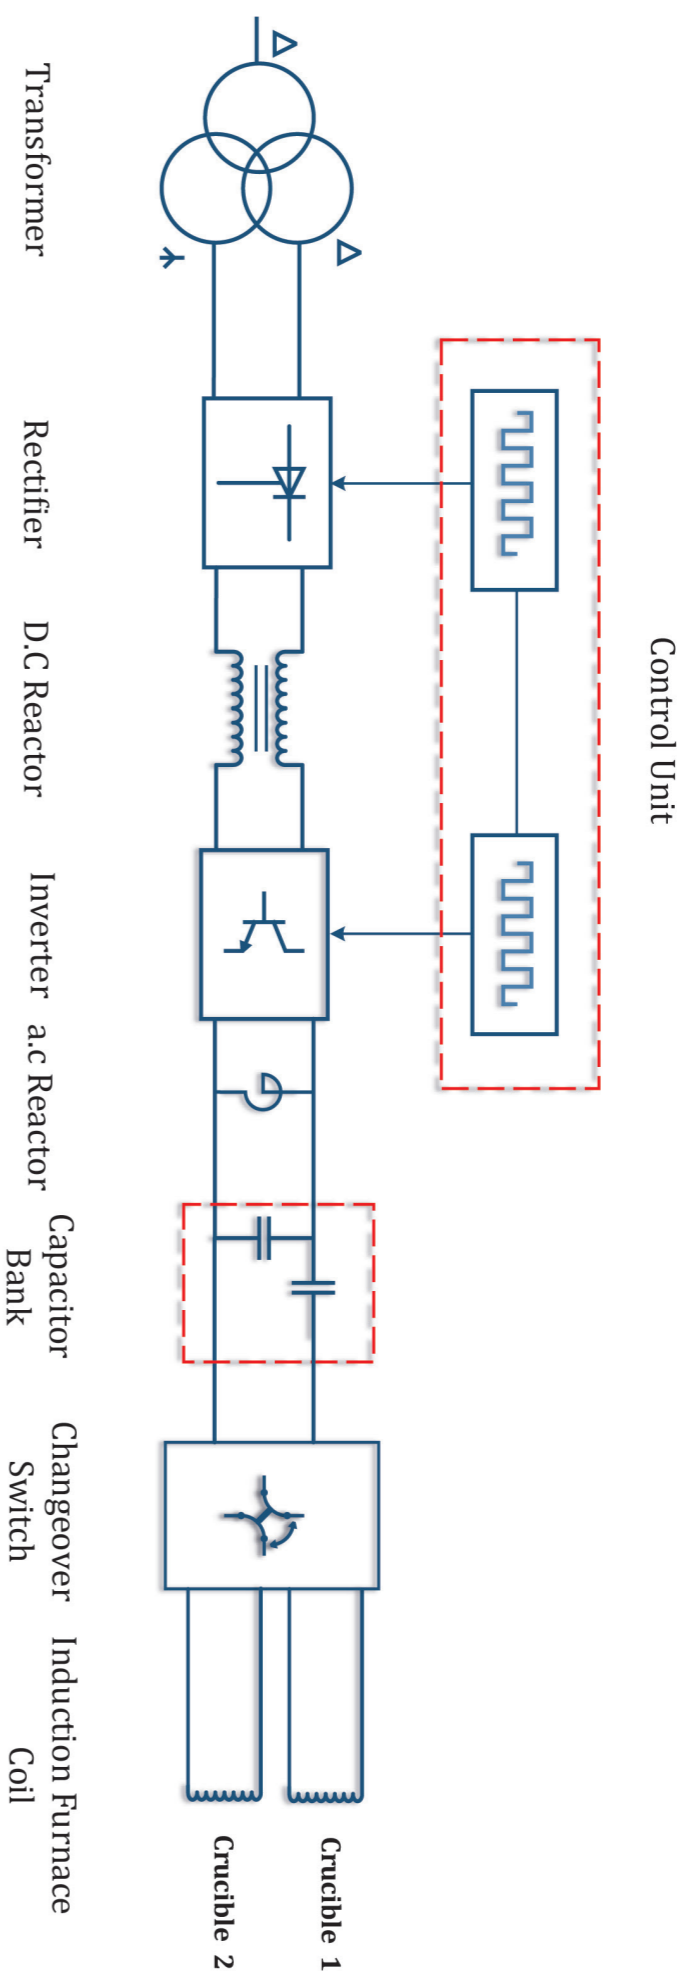 Control Unit
Crucible 1
Crucible 2
Transformer
Rectifier
D.C Reactor
Inverter
a.c Reactor
Capacitor
Bank
Changeover
Switch
Induction Furnace
Coil